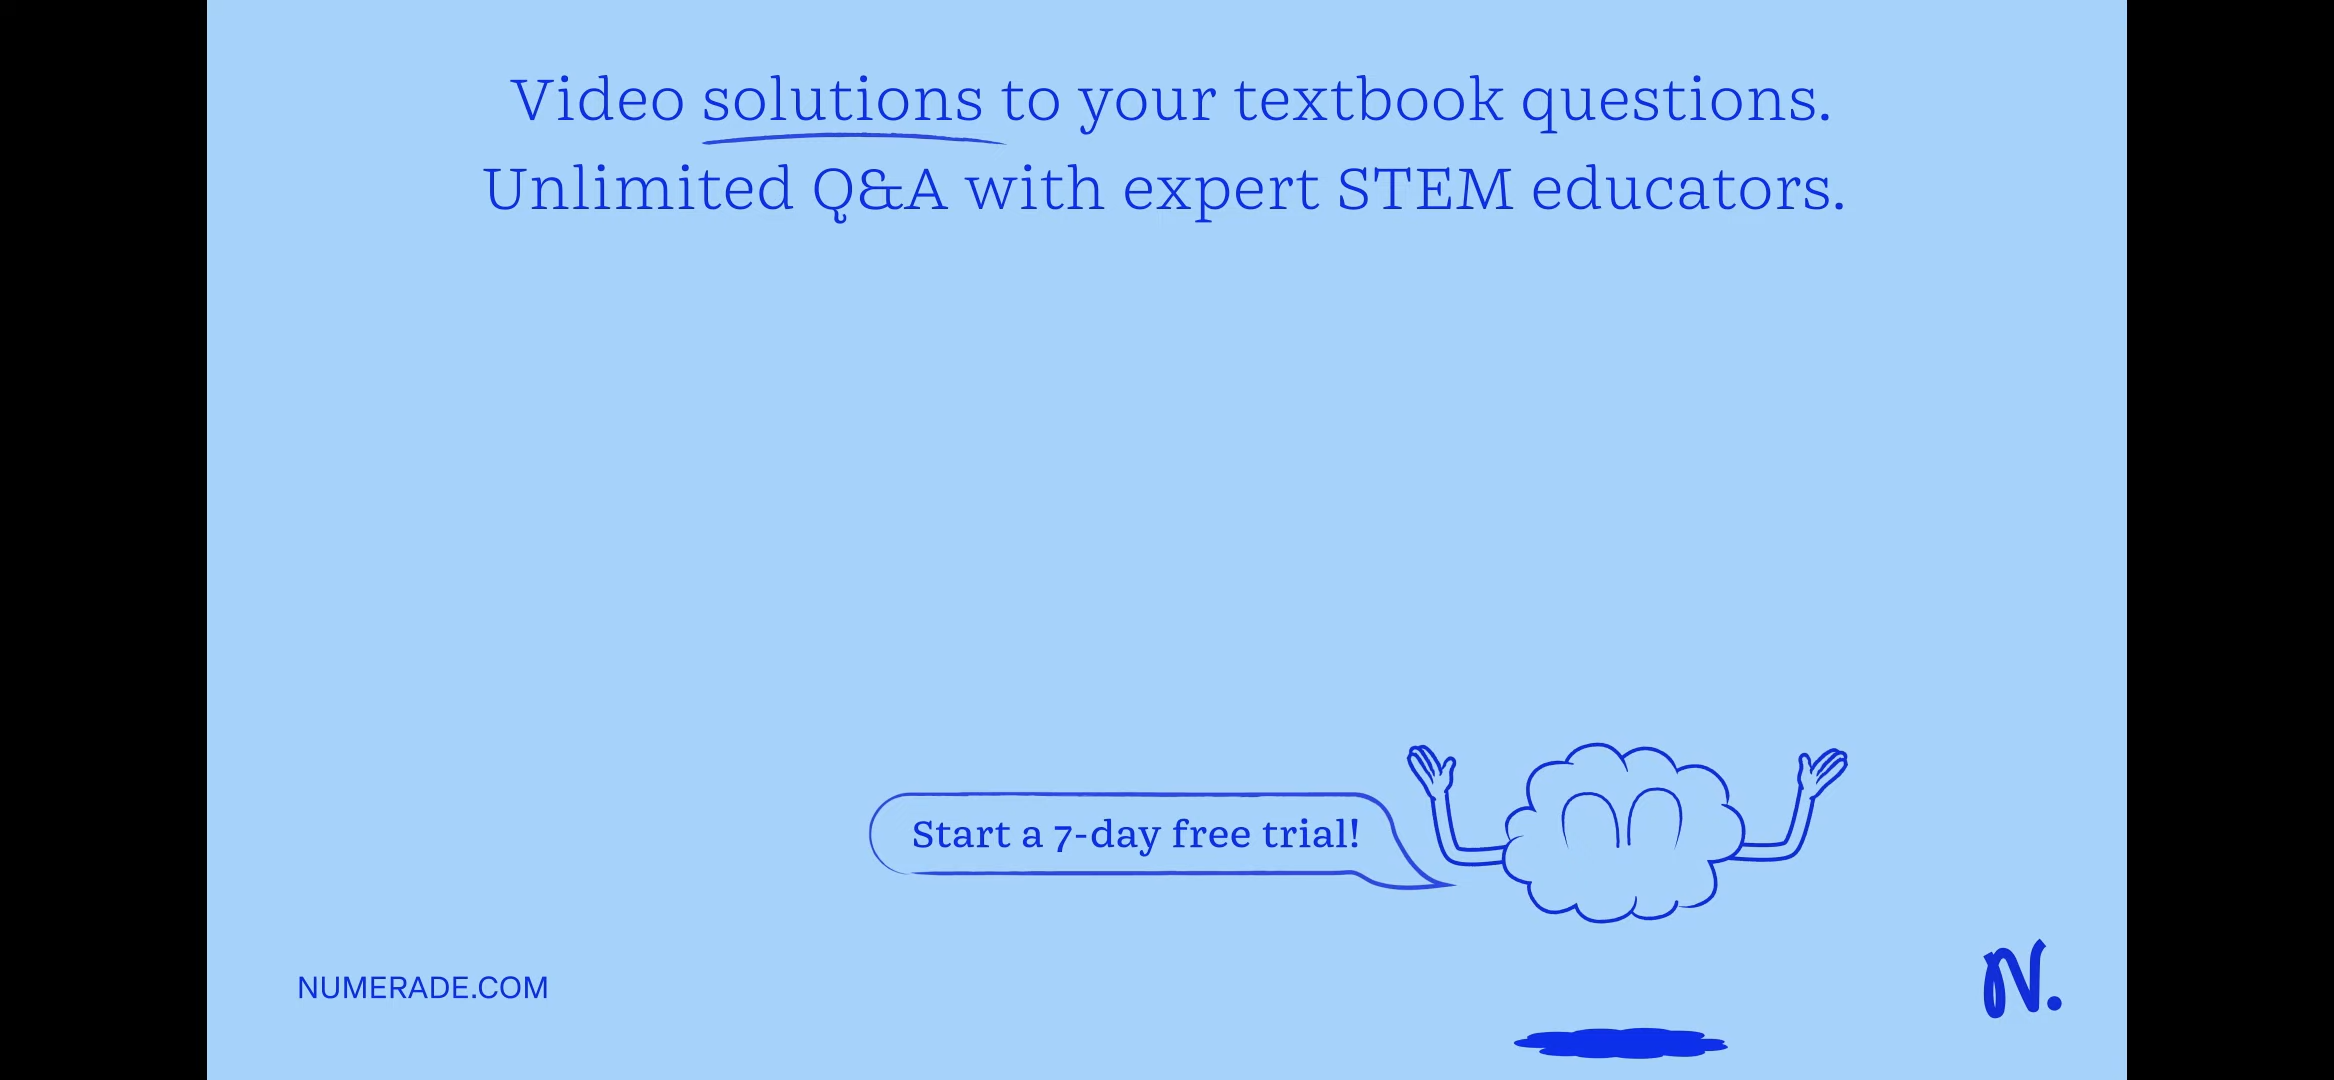 Video solutions to your textbook questions.
Unlimited Q&A with expert STEM educators.
Start a 7-day free trial!
NUMERADE.COM
N.